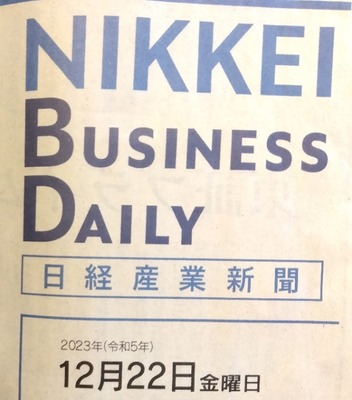 NIKKEI
BUSINESS
DAILY
日経産業新聞
2023年(令和5年)
12月22日金曜日